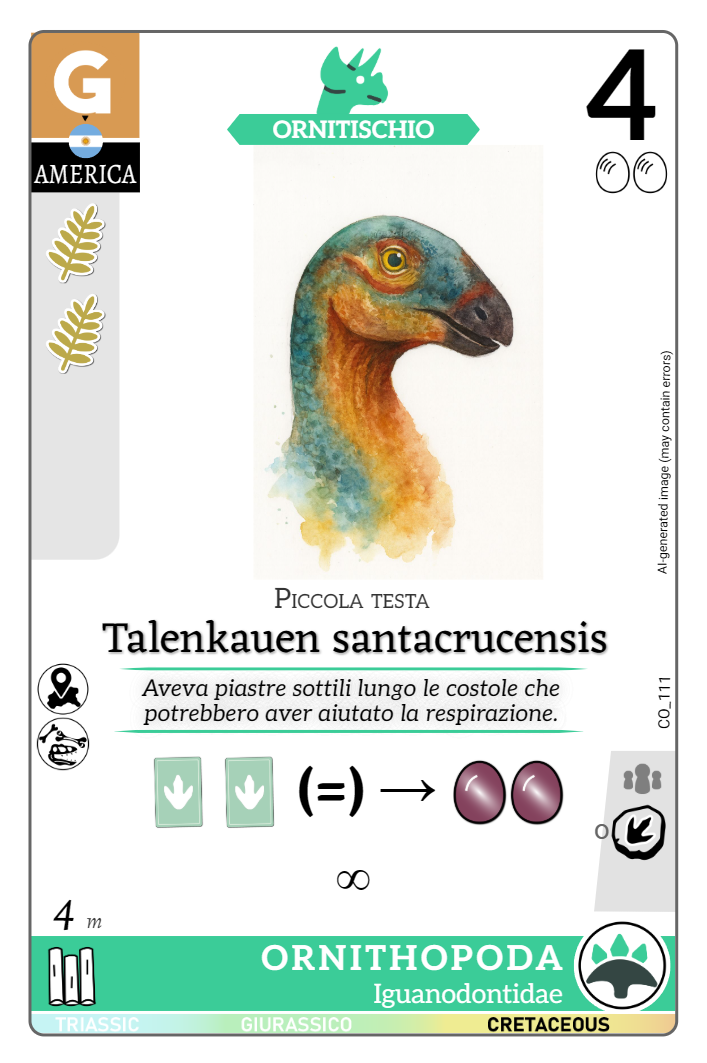 G
AMERICA
ORNITISCHIO
4
AI-generated image (may contain errors)
PICCOLA TESTA
Talenkauen santacrucensis
Aveva piastre sottili lungo le costole che
potrebbero aver aiutato la respirazione.
CO_111
(=) →
o
∞
4 m
ORNITHOPODA
Iguanodontidae
TRIASSIC GIURASSICO CRETACEOUS